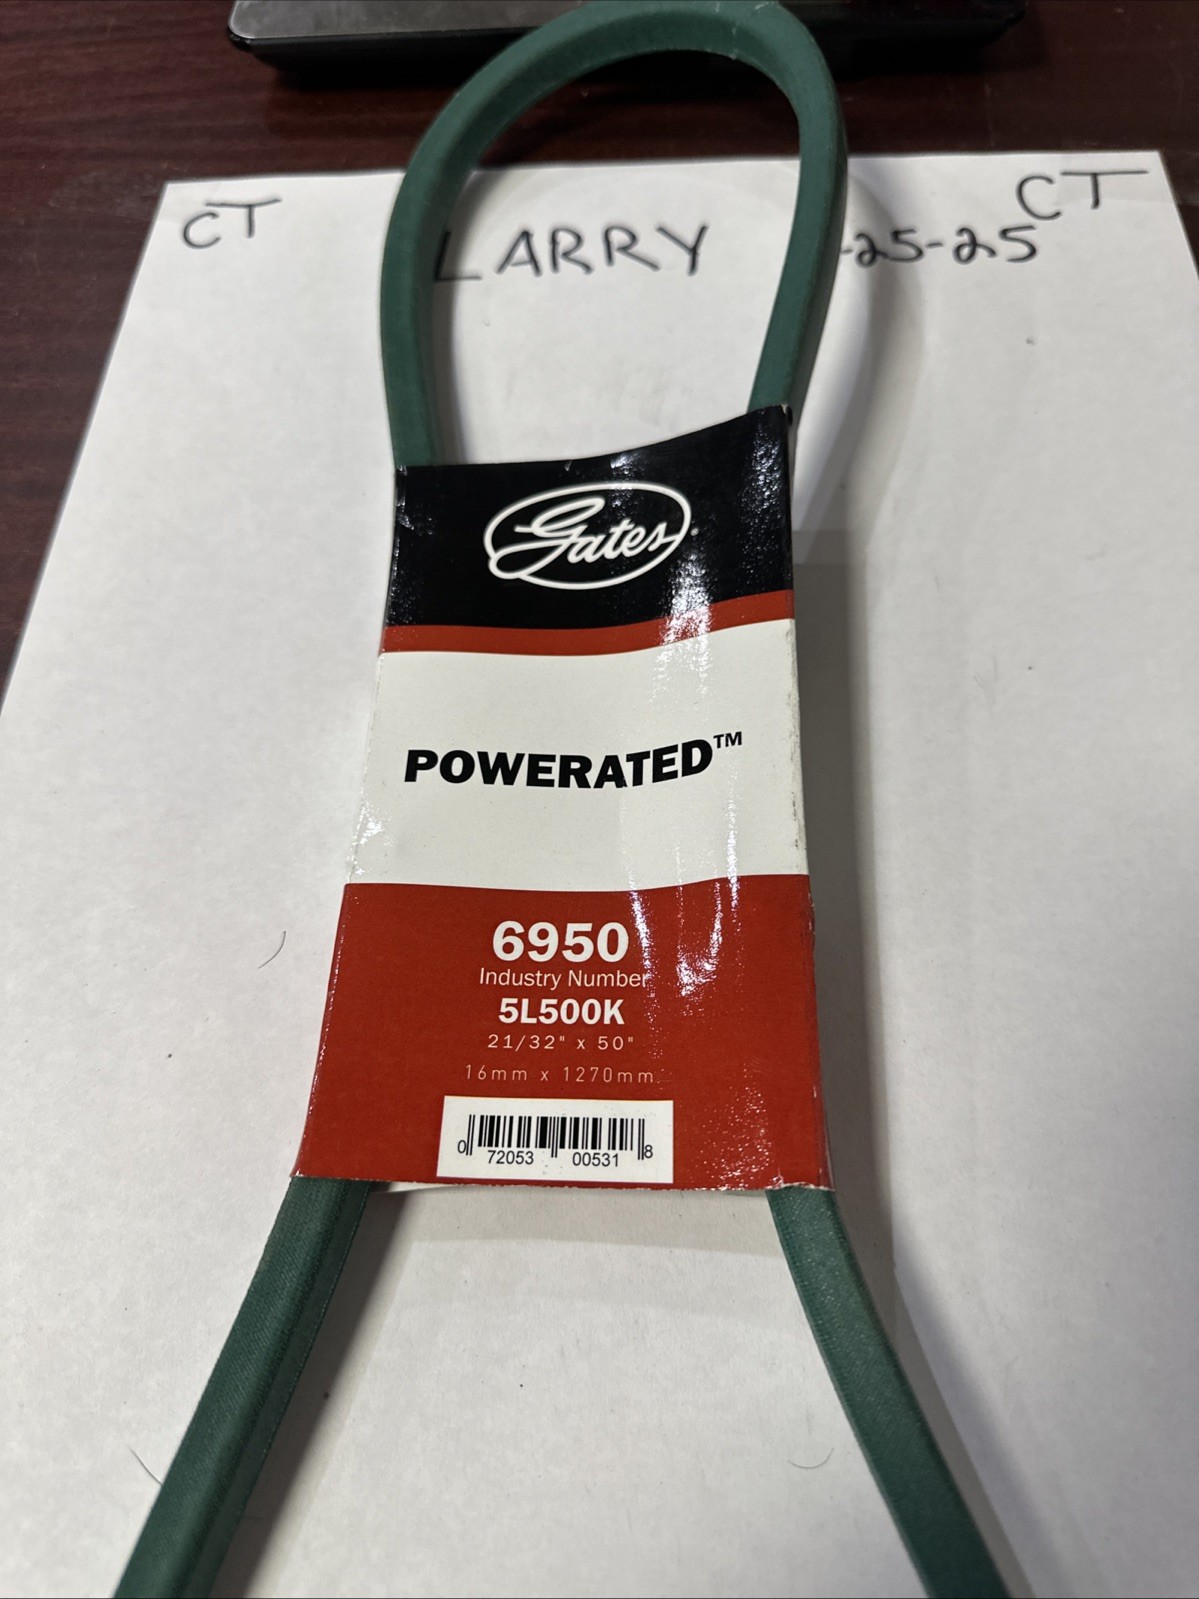 CT
CT
LARRY
-25-25
Gates
POWERATED™
6950
Industry Number
5L500K
21/32" x 50"
16mm x 1270mm
0 72053 00531 8